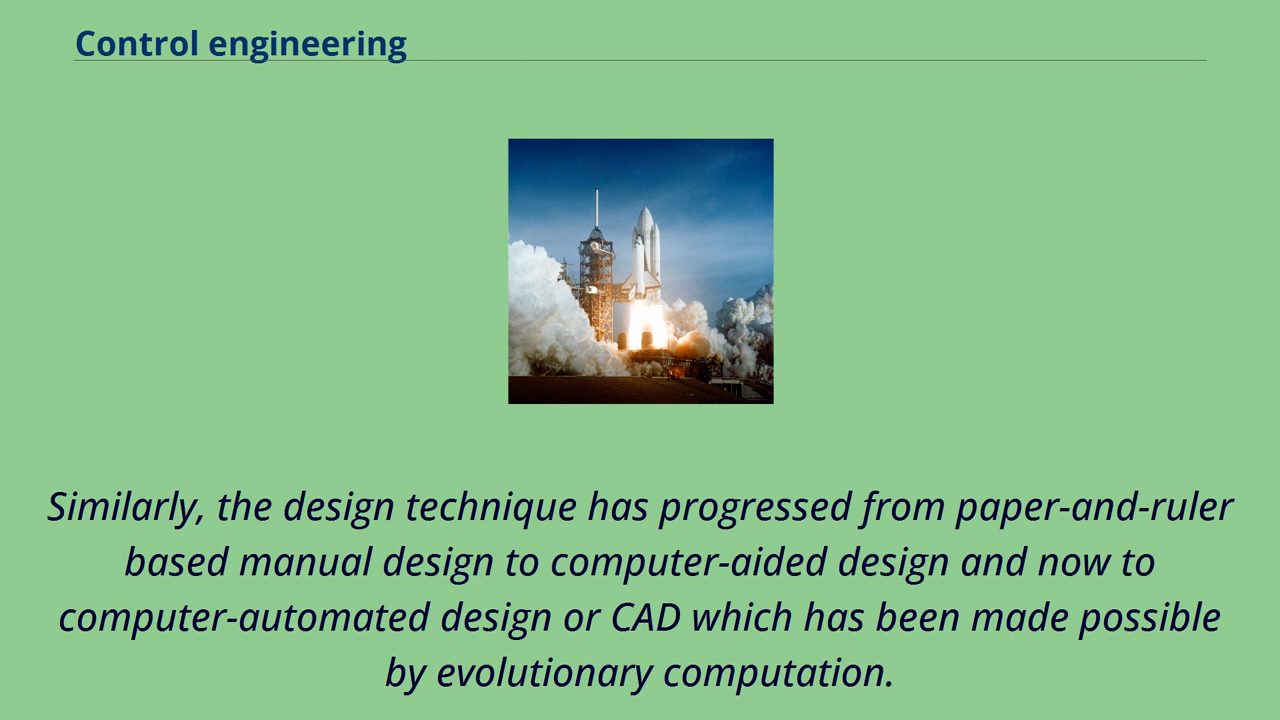 Control engineering
Similarly, the design technique has progressed from paper-and-ruler
based manual design to computer-aided design and now to
computer-automated design or CAD which has been made possible
by evolutionary computation.